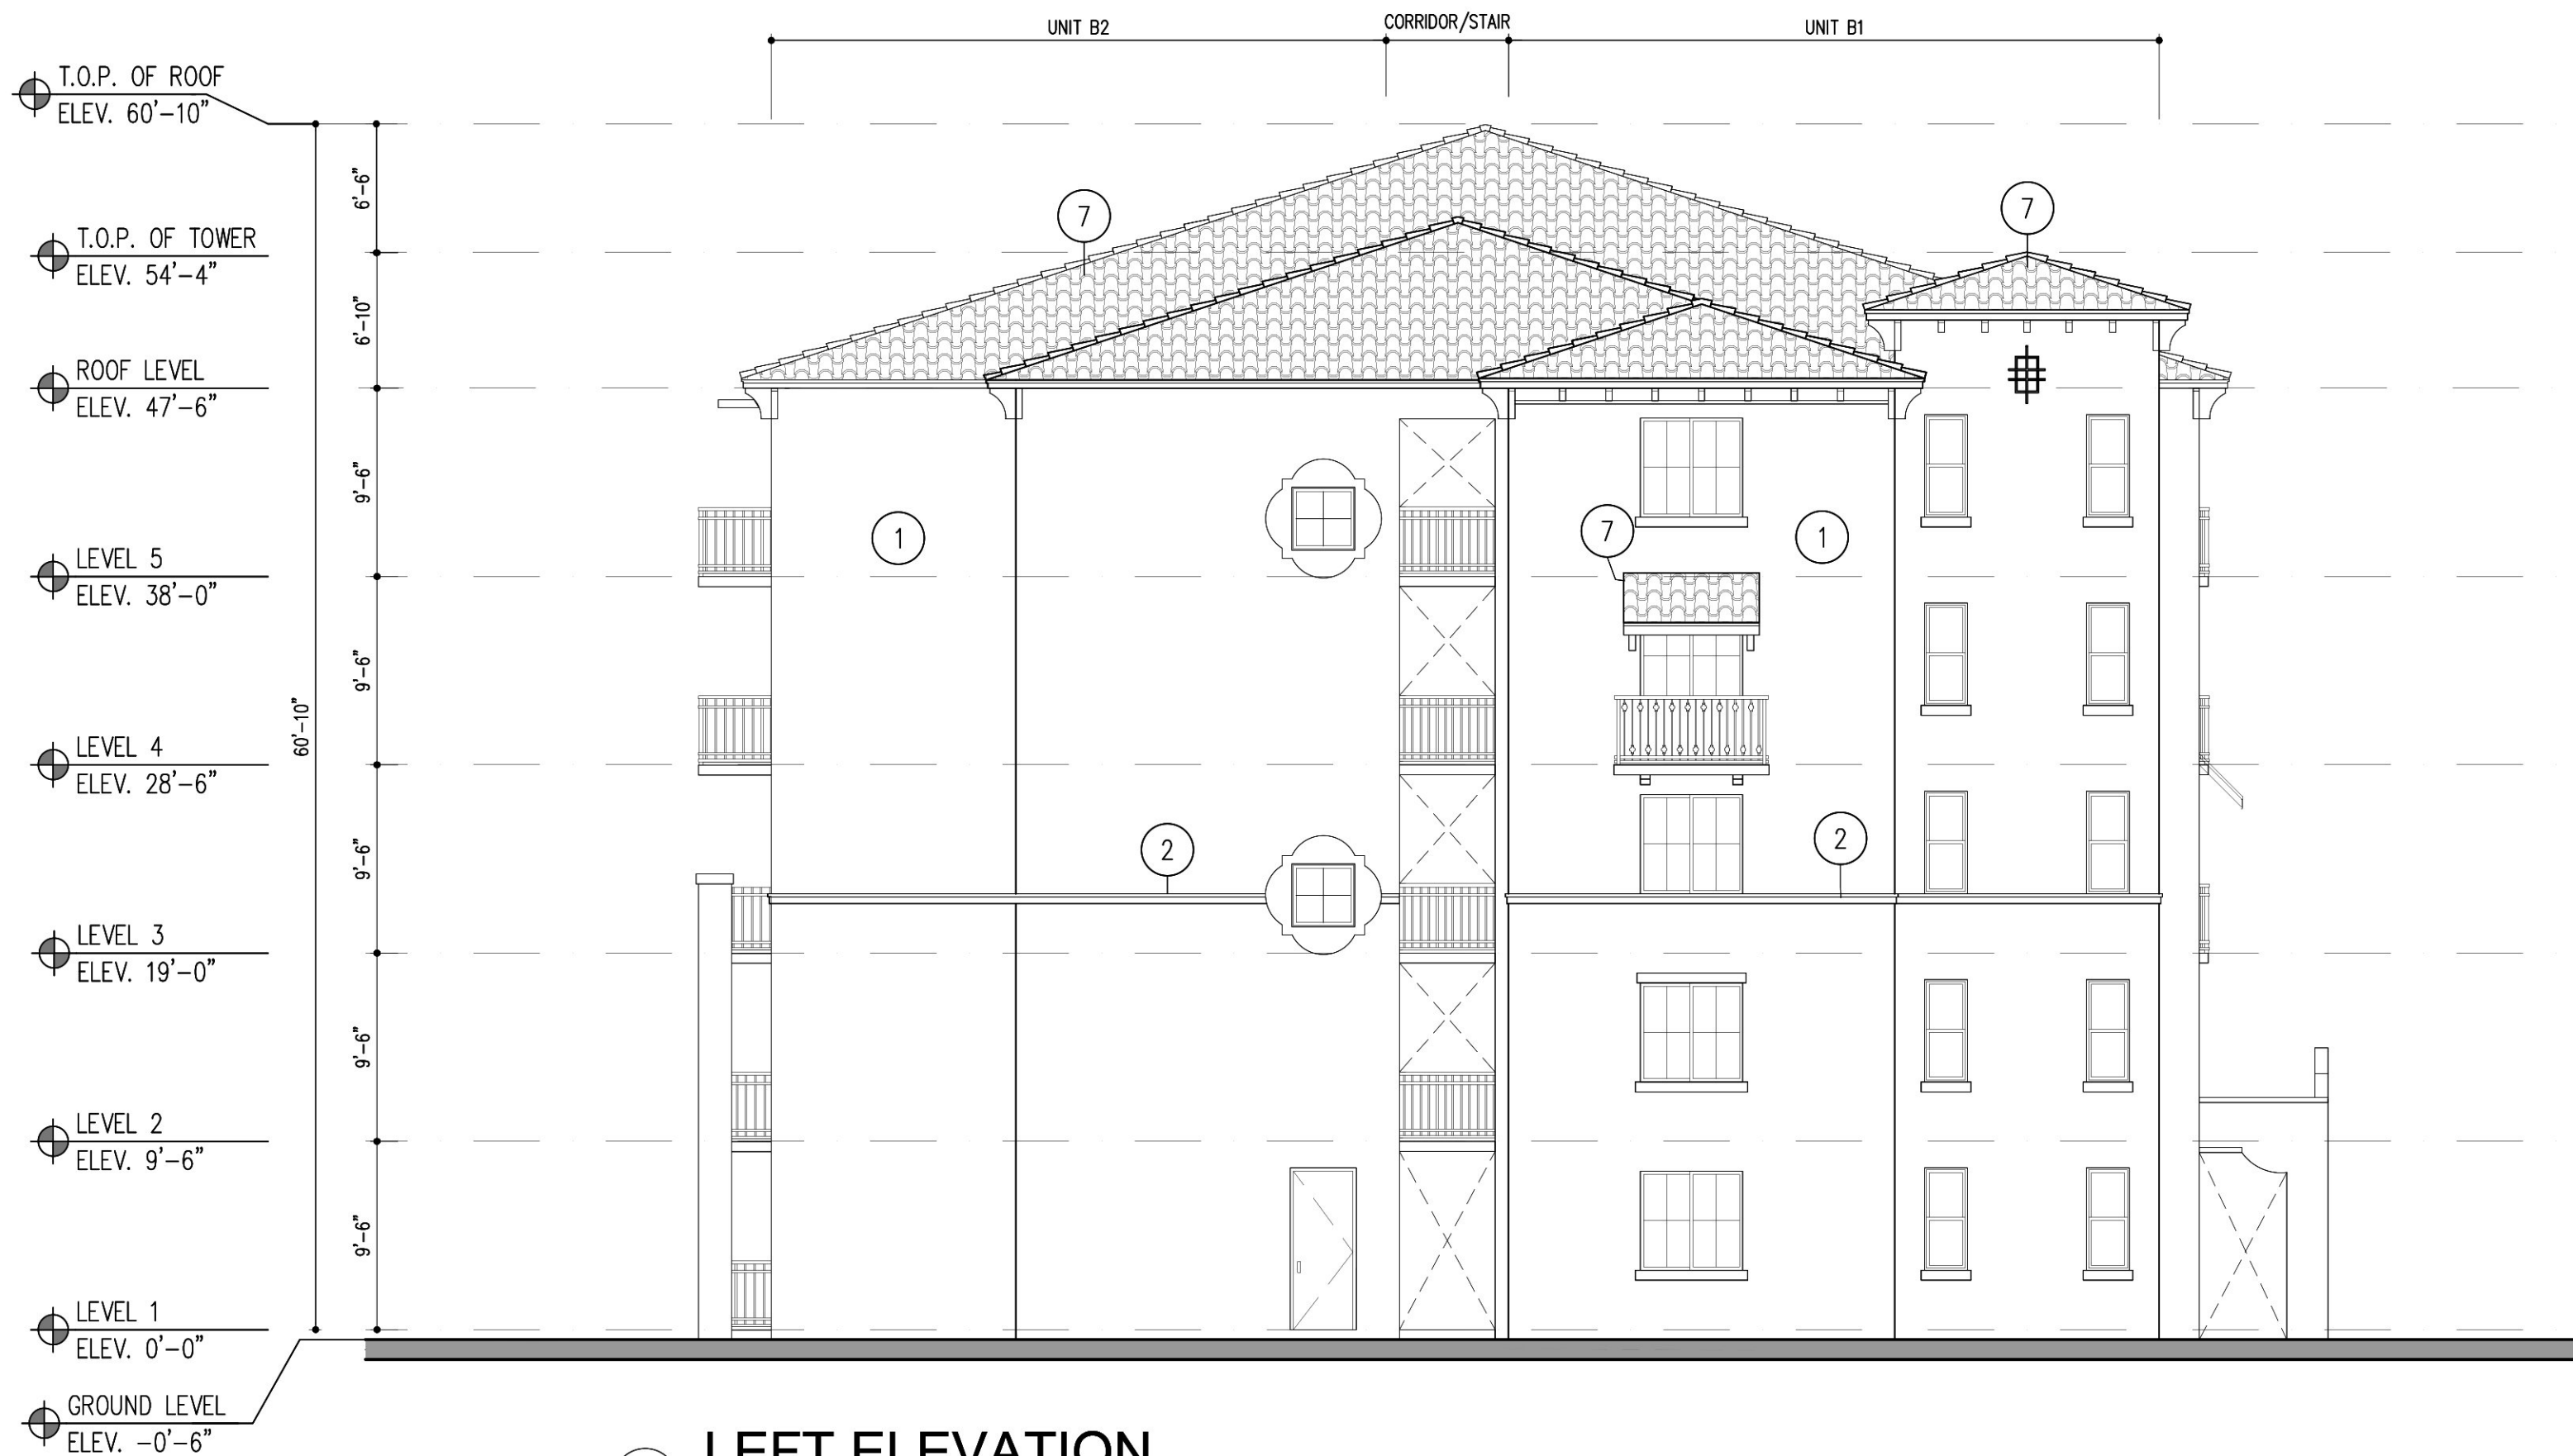 UNIT B2
CORRIDOR/STAIR
UNIT B1
T.O.P. OF ROOF
ELEV. 60'-10"
6'-6"
7
7
T.O.P. OF TOWER
ELEV. 54'-4"
6'-10"
ROOF LEVEL
ELEV. 47'-6"
9'-6"
1
7
1
LEVEL 5
ELEV. 38'-0"
9'-6"
60'-10"
LEVEL 4
ELEV. 28'-6"
9'-6"
2
2
LEVEL 3
ELEV. 19'-0"
9'-6"
LEVEL 2
ELEV. 9'-6"
9'-6"
LEVEL 1
ELEV. 0'-0"
GROUND LEVEL
ELEV. -0'-6"
LEFT ELEVATION